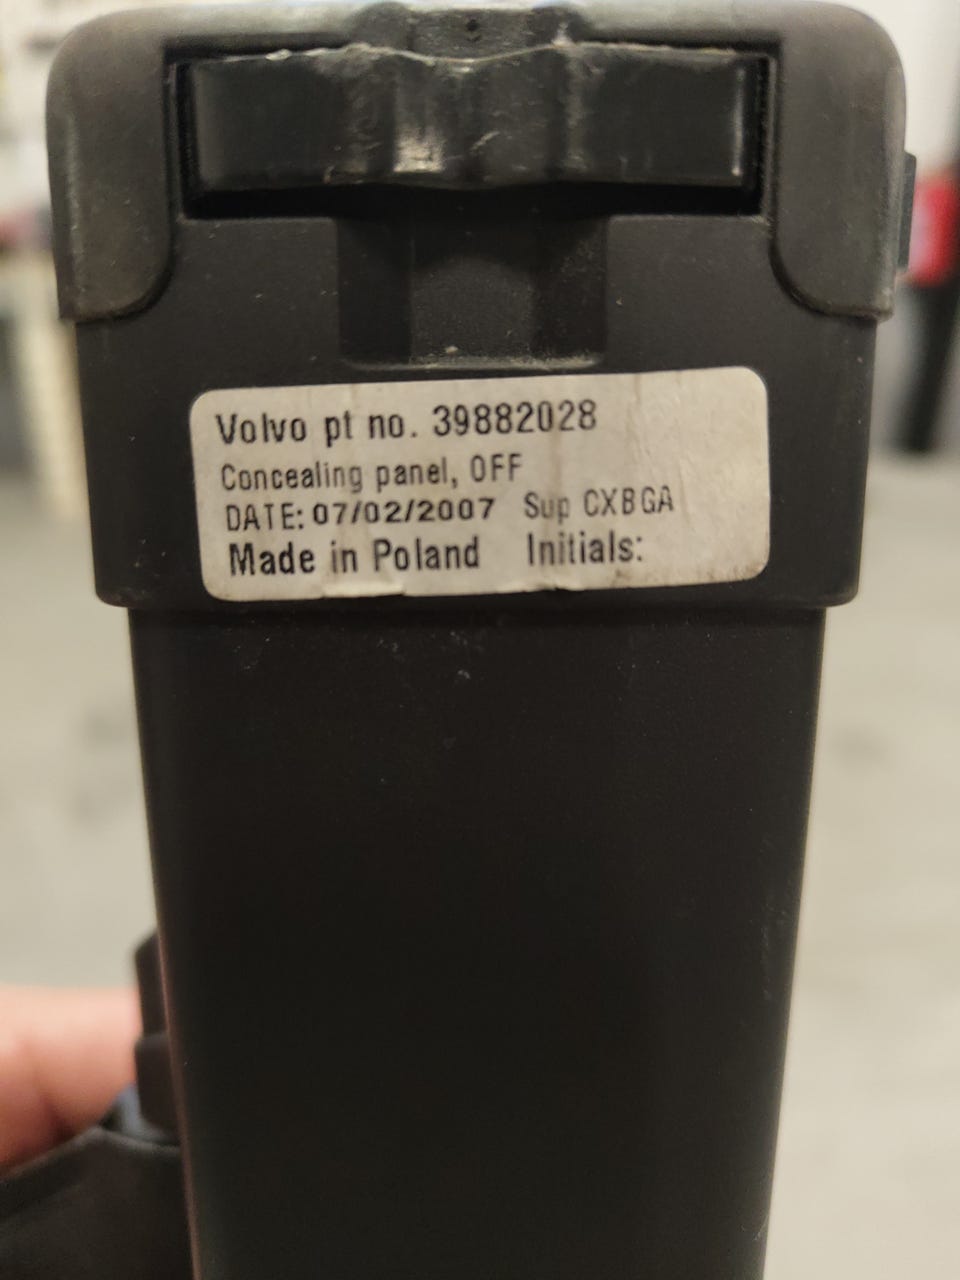 Volvo pt no. 39882028
Concealing panel, OFF
DATE: 07/02/2007 Sup CXBGA
Made in Poland Initials: